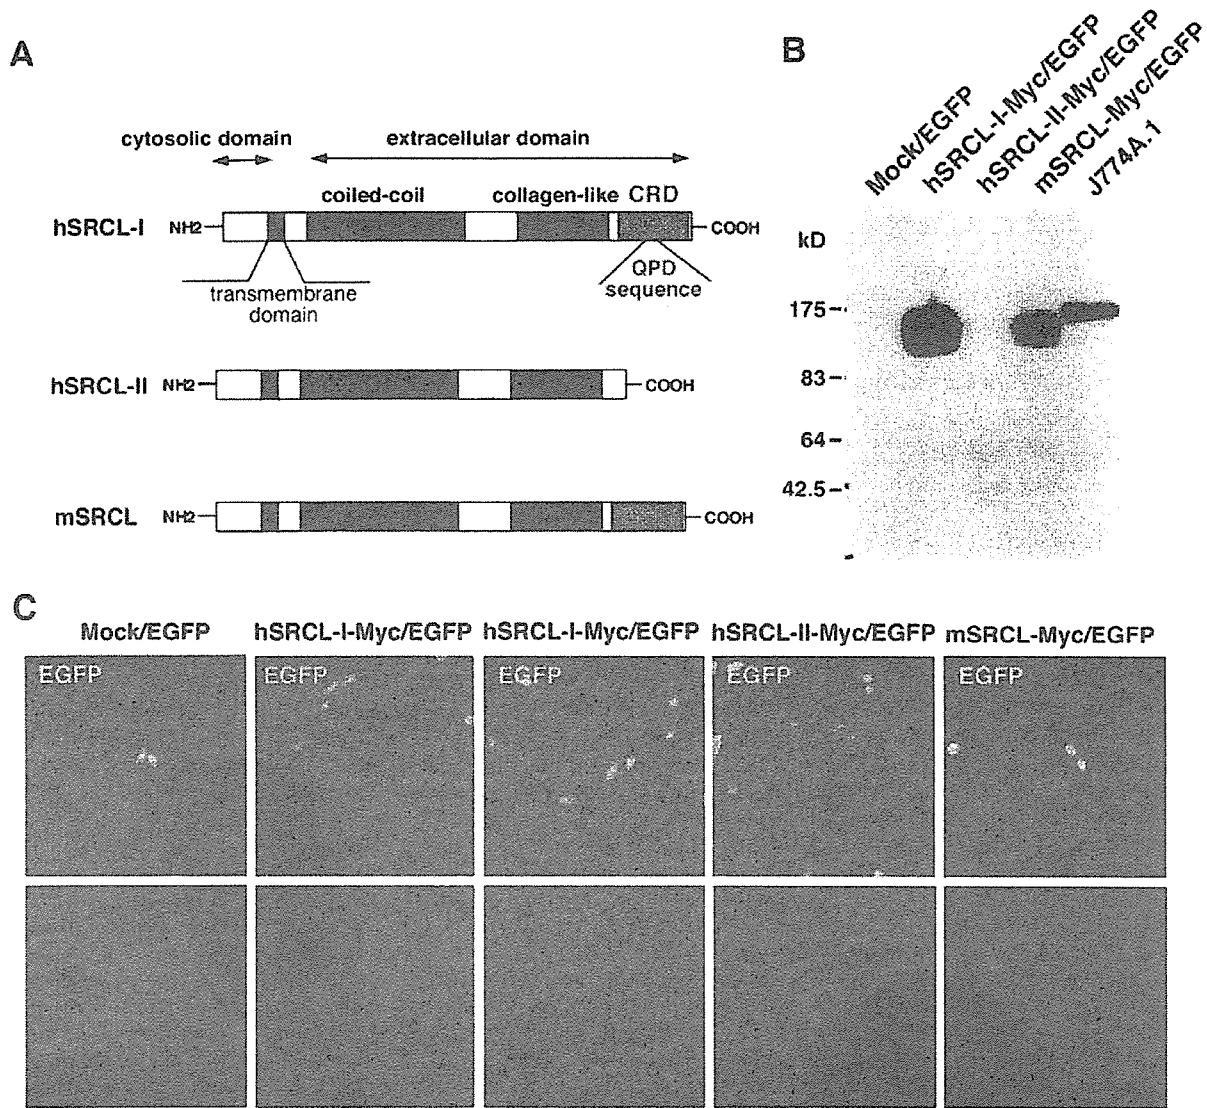 A
cytosolic domain
extracellular domain
coiled-coil
collagen-like
CRD
hSRCL-I
NH2
COOH
transmembrane
domain
QPD
sequence
hSRCL-II
NH2
COOH
mSRCL
NH2
COOH
B
Mock/EGFP
hSRCL-I-Myc/EGFP
hSRCL-II-Myc/EGFP
mSRCL-Myc/EGFP
J774A.1
kD
175
83
64
42.5
C
Mock/EGFP
hSRCL-I-Myc/EGFP
hSRCL-I-Myc/EGFP
hSRCL-II-Myc/EGFP
mSRCL-Myc/EGFP
EGFP
EGFP
EGFP
EGFP
EGFP